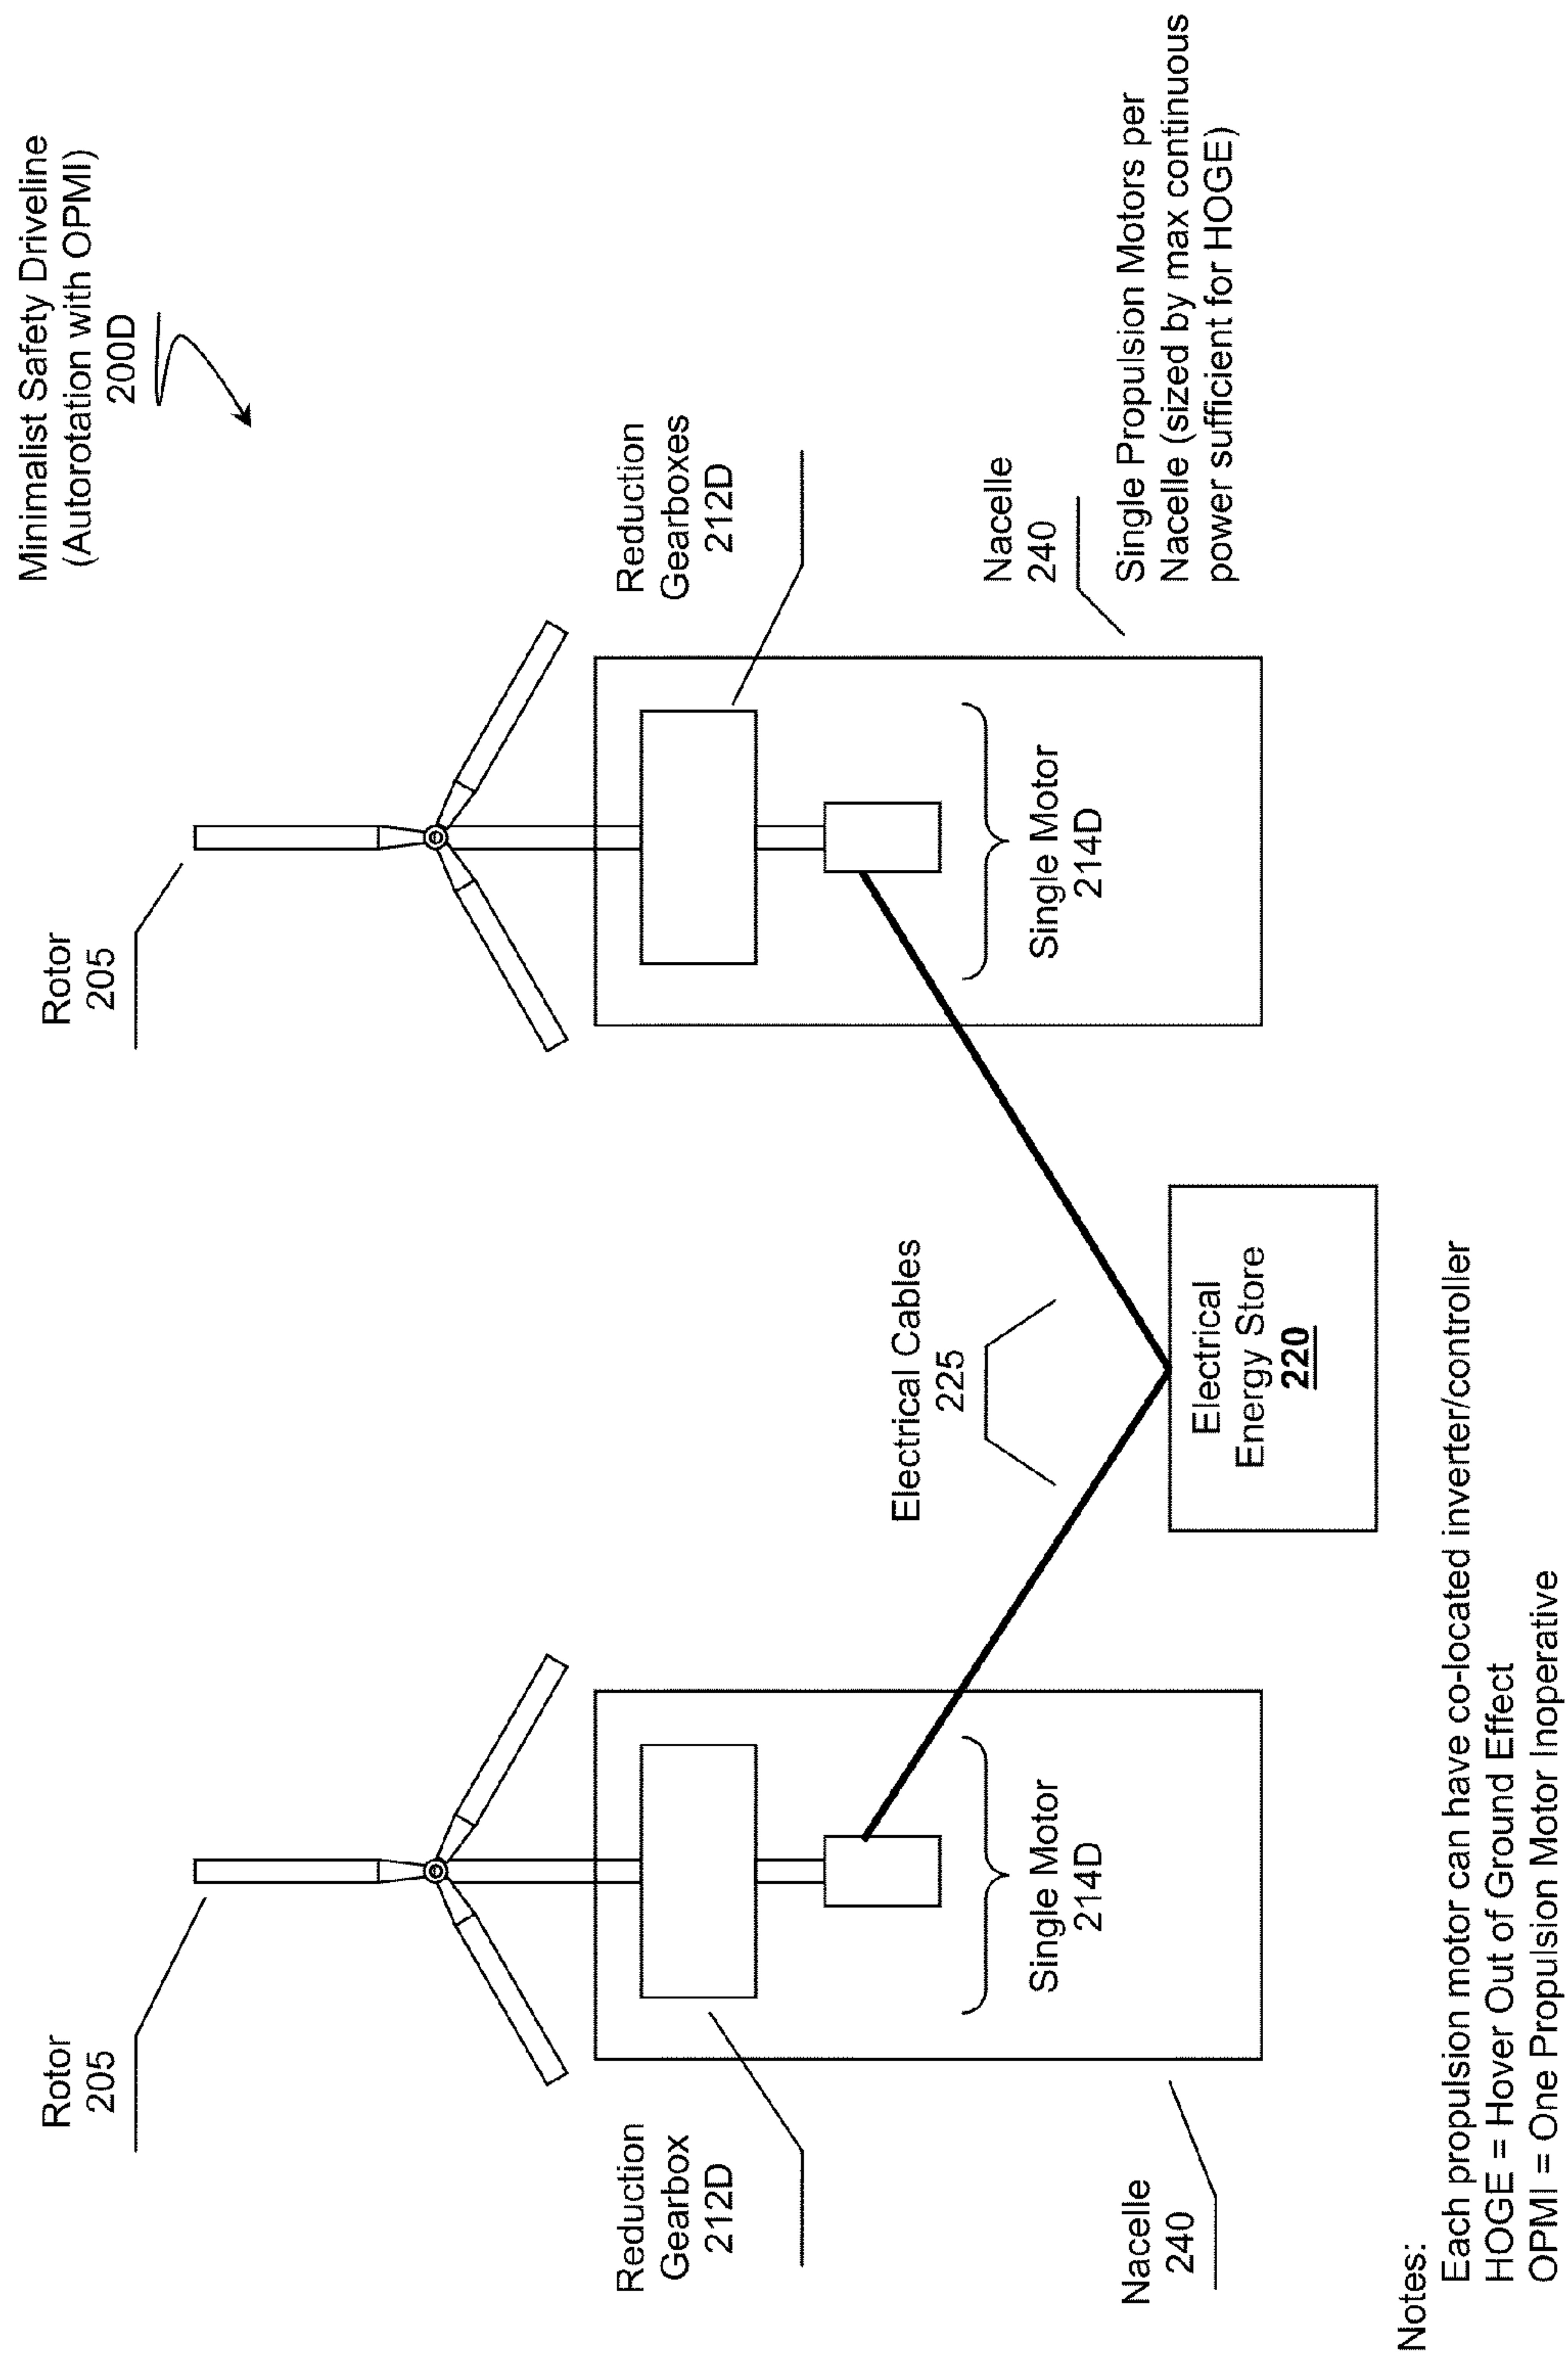 Minimalist Safety Driveline
(Autorotation with OPMI)
200D
Rotor
205
Rotor
205
Reduction
Gearbox
212D
Reduction
Gearboxes
212D
Electrical Cables
225
Nacelle
240
Single Motor
214D
Single Motor
214D
Nacelle
240
Single Propulsion Motors per
Nacelle (sized by max continuous
power sufficient for HOGE)
Electrical
Energy Store
220
Notes:
Each propulsion motor can have co-located inverter/controller
HOGE = Hover Out of Ground Effect
OPMI = One Propulsion Motor Inoperative